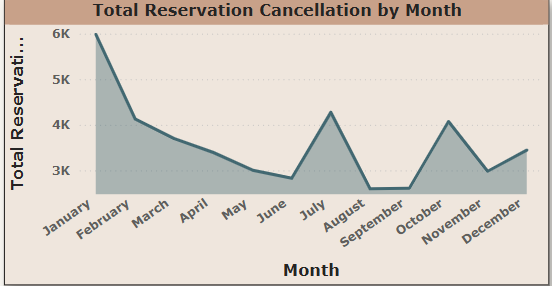 Total Reservation Cancellation by Month
Total Reservati...
6K
5K
4K
3K
January
February
March
April
May
June
July
August
September
October
November
December
Month